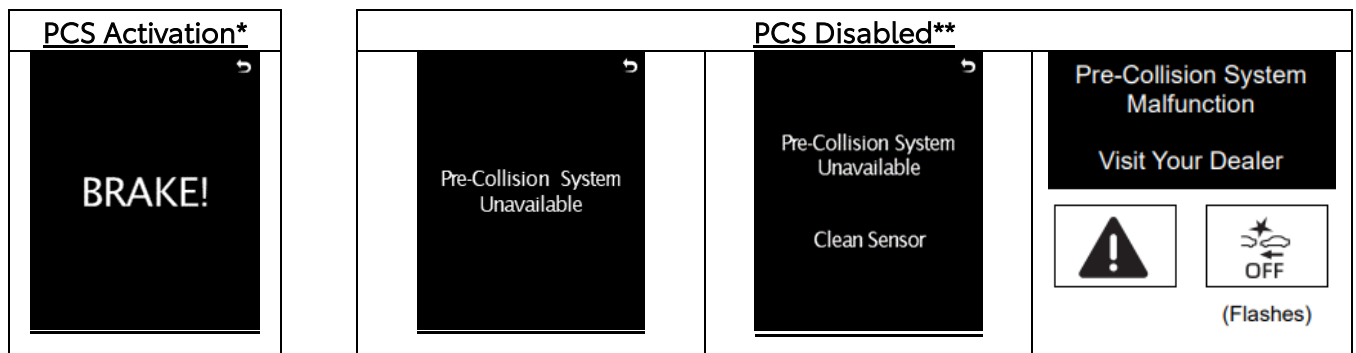 PCS Activation*
BRAKE!
PCS Disabled**
Pre-Collision System
Unavailable
Pre-Collision System
Unavailable
Clean Sensor
Pre-Collision System
Malfunction
Visit Your Dealer
OFF
(Flashes)